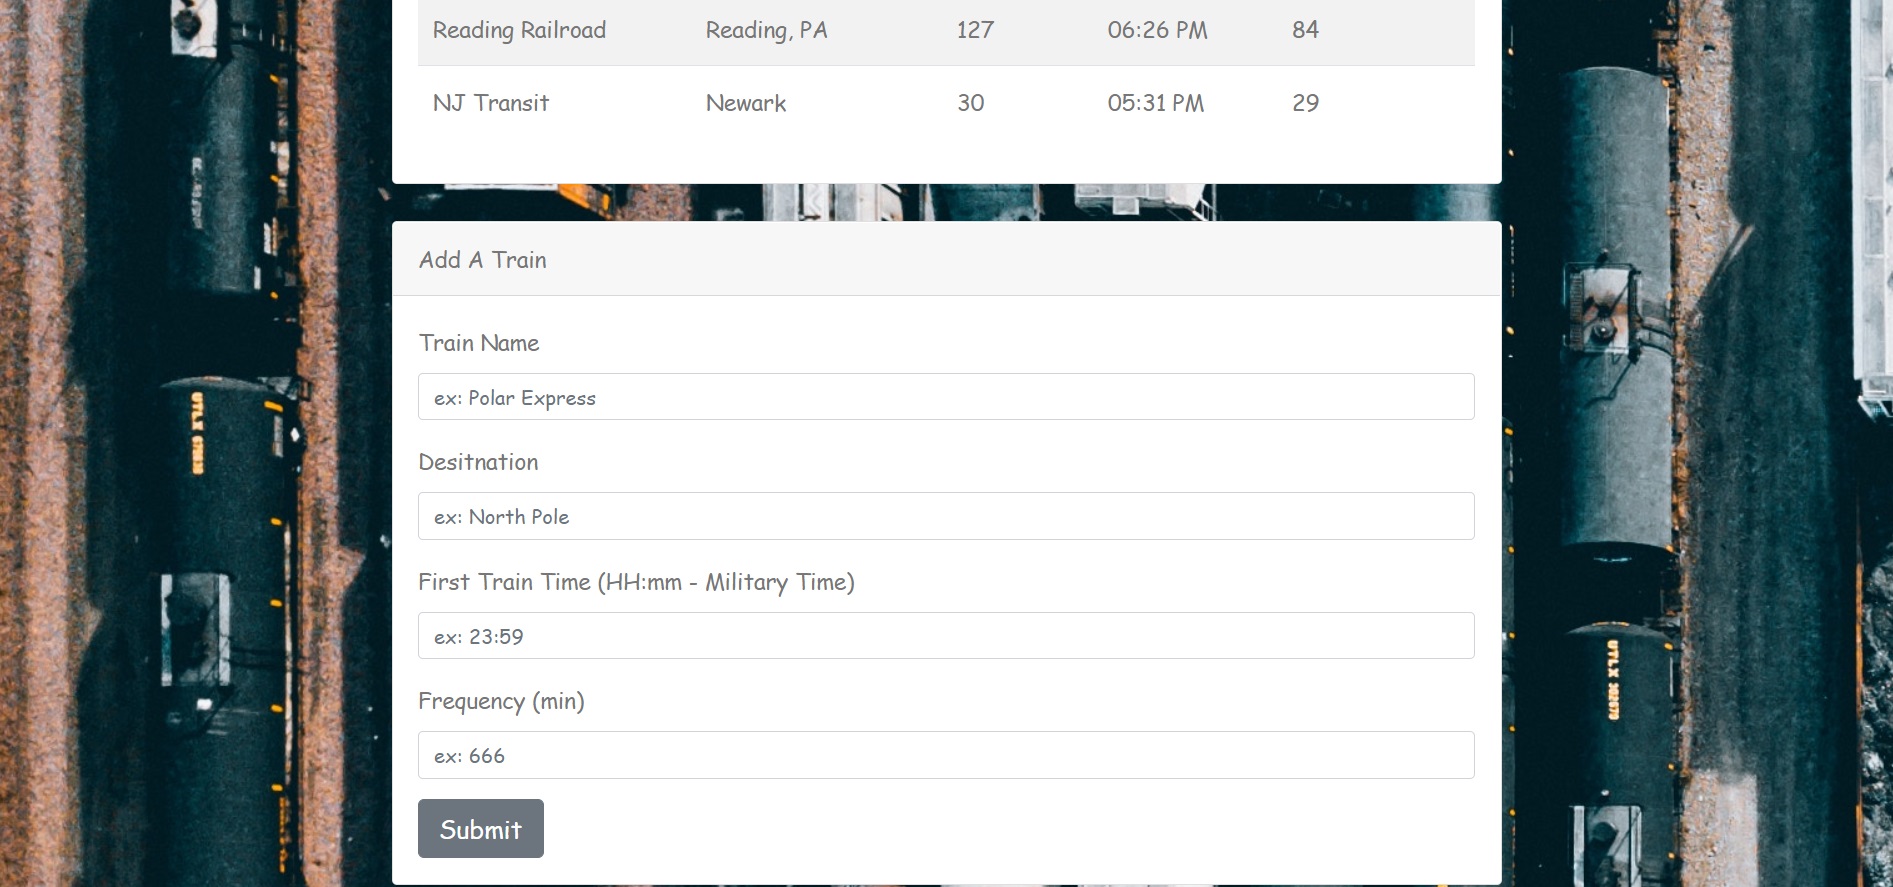 Reading Railroad Reading, PA 127 06:26 PM 84
NJ Transit Newark 30 05:31 PM 29
Add A Train
Train Name
ex: Polar Express
Desitnation
ex: North Pole
First Train Time (HH:mm - Military Time)
ex: 23:59
Frequency (min)
ex: 666
Submit
UTLX
UTLX